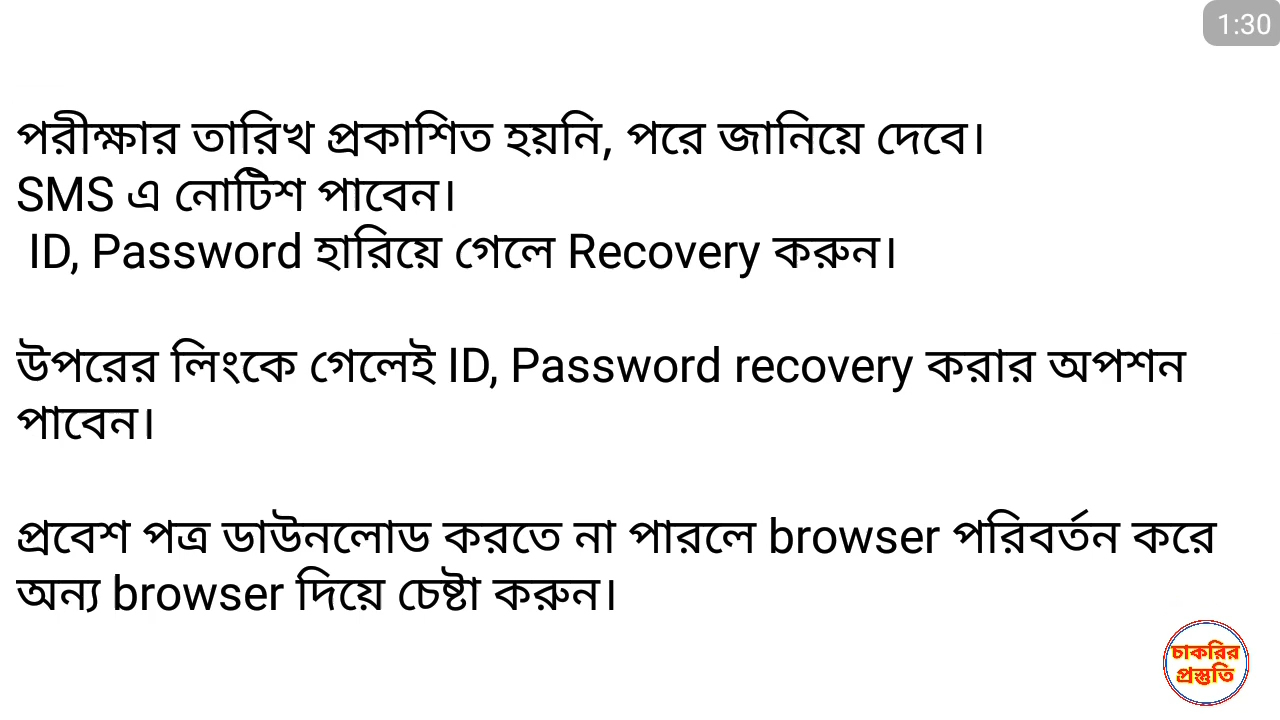 1:30
পরীক্ষার তারিখ প্রকাশিত হয়নি, পরে জানিয়ে দেবে।
SMS এ নোটিশ পাবেন।
ID, Password হারিয়ে গেলে Recovery করুন।
উপরের লিংকে গেলেই ID, Password recovery করার অপশন
পাবেন।
প্রবেশ পত্র ডাউনলোড করতে না পারলে browser পরিবর্তন করে
অন্য browser দিয়ে চেষ্টা করুন।
চাকরির
প্রস্তুতি